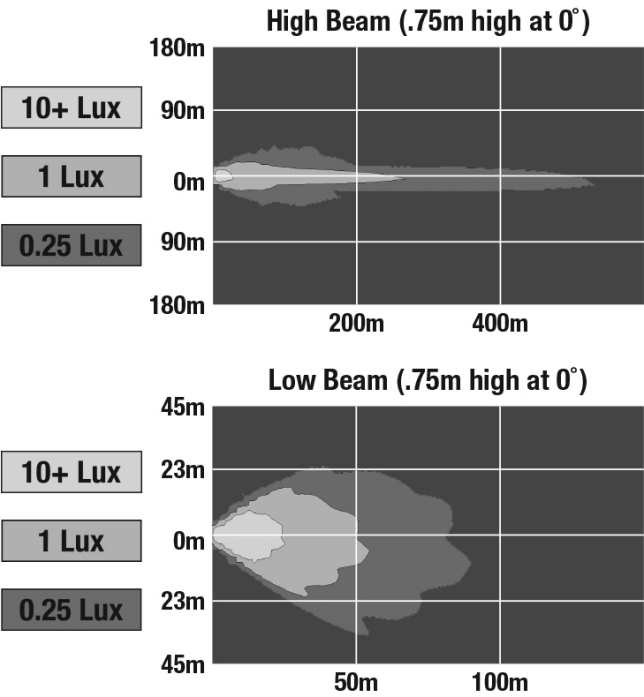 High Beam (.75m high at 0°)
180m
10+ Lux
90m
1 Lux
0m
0.25 Lux
90m
180m
200m 400m
Low Beam (.75m high at 0°)
45m
10+ Lux
23m
1 Lux
0m
0.25 Lux
23m
45m
50m 100m